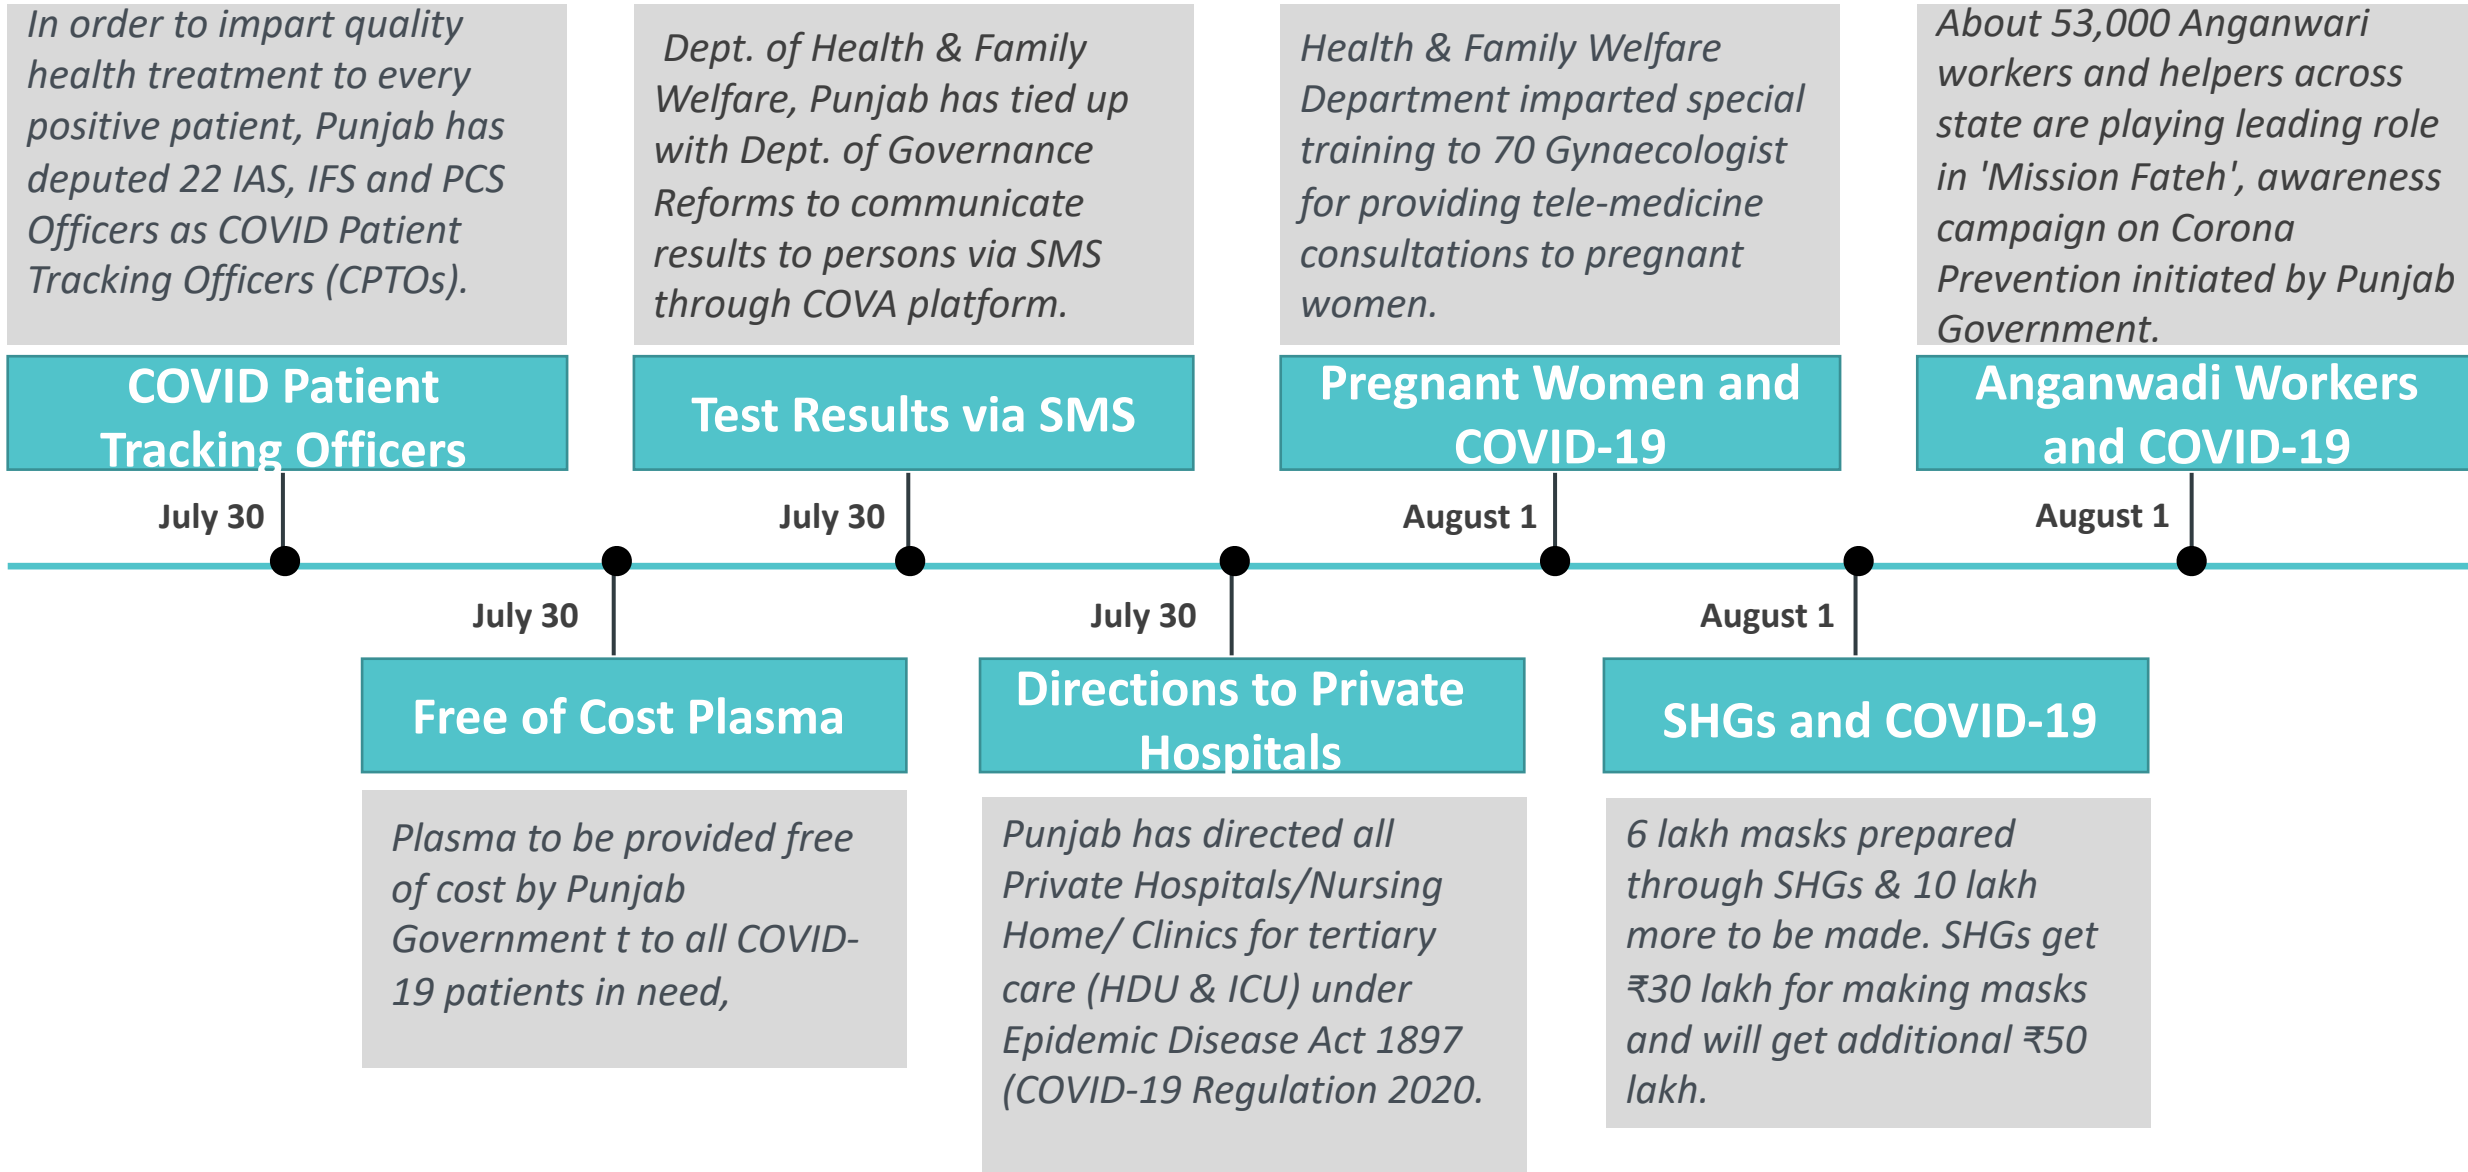 In order to impart quality
health treatment to every
positive patient, Punjab has
deputed 22 IAS, IFS and PCS
Officers as COVID Patient
Tracking Officers (CPTOs).
COVID Patient
Tracking Officers
July 30
Dept. of Health & Family
Welfare, Punjab has tied up
with Dept. of Governance
Reforms to communicate
results to persons via SMS
through COVA platform.
Test Results via SMS
July 30
Health & Family Welfare
Department imparted special
training to 70 Gynaecologist
for providing tele-medicine
consultations to pregnant
women.
Pregnant Women and
COVID-19
August 1
About 53,000 Anganwari
workers and helpers across
state are playing leading role
in 'Mission Fateh', awareness
campaign on Corona
Prevention initiated by Punjab
Government.
Anganwadi Workers
and COVID-19
August 1
July 30
Free of Cost Plasma
Plasma to be provided free
of cost by Punjab
Government t to all COVID-
19 patients in need,
July 30
Directions to Private
Hospitals
Punjab has directed all
Private Hospitals/Nursing
Home/ Clinics for tertiary
care (HDU & ICU) under
Epidemic Disease Act 1897
(COVID-19 Regulation 2020.
August 1
SHGs and COVID-19
6 lakh masks prepared
through SHGs & 10 lakh
more to be made. SHGs get
₹30 lakh for making masks
and will get additional ₹50
lakh.